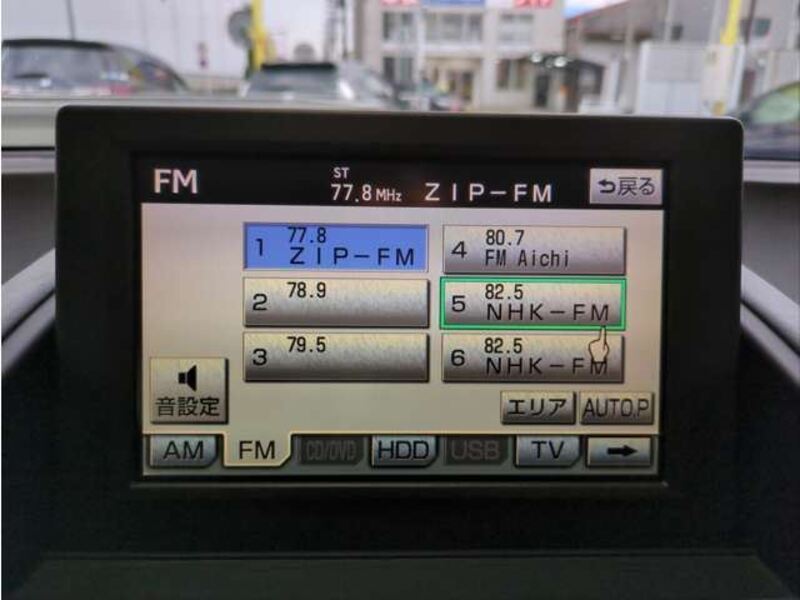 FM
ST
77.8 MHz ZIP-FM
戻る
1 77.8 ZIP-FM
2 78.9
3 79.5
4 80.7 FM Aichi
5 82.5 NHK-FM
6 82.5 NHK-FM
音設定
エリア
AUTO.P
AM
FM
CD/DVD
HDD
USB
TV